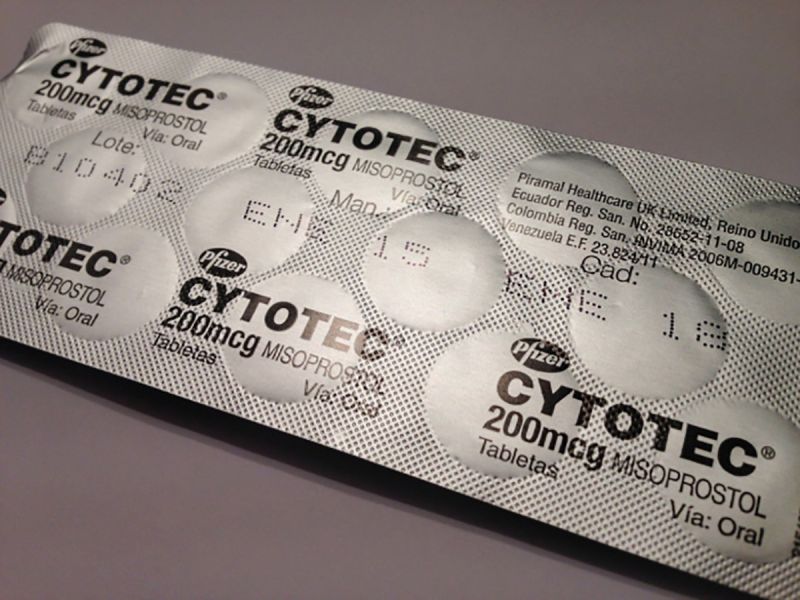 Pfizer
CYTOTEC®
200mcg MISOPROSTOL
Tabletas
Vía: Oral
Lote:
B10402
Pfizer
CYTOTEC®
200mcg MISOPROSTOL
Tabletas
Vía: Oral
Man.:
ENE 15
Piramal Healthcare UK Limited, Reino Unido
Ecuador Reg. San. No. 28652-11-08
Colombia Reg. San. INVIMA 2006M-009431-
Venezuela E.F. 23.824/11
Cad:
ENE 18
CYTOTEC®
MISOPROSTOL
Vía: Oral
Pfizer
CYTOTEC®
200mcg MISOPROSTOL
Tabletas
Vía: Oral
Pfizer
CYTOTEC®
200mcg MISOPROSTOL
Tabletas
Vía: Oral